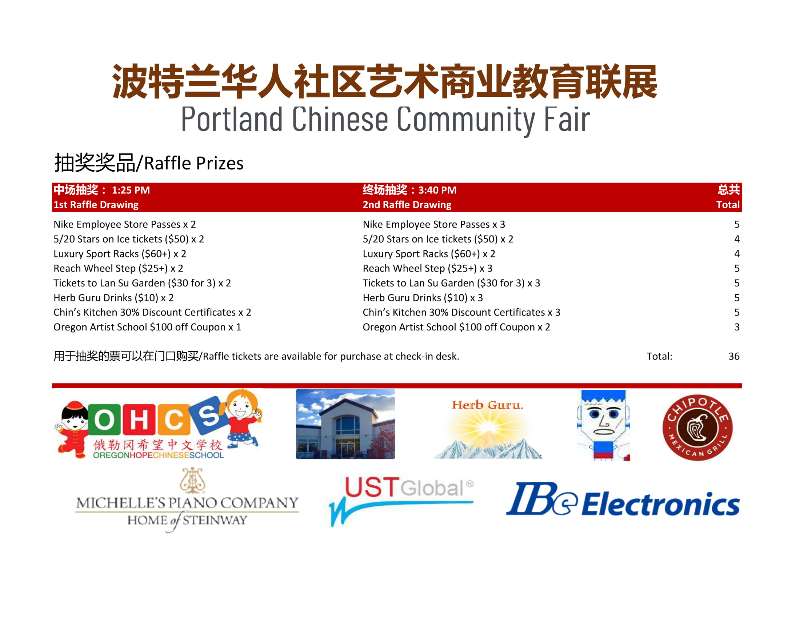 波特兰华人社区艺术商业教育联展
Portland Chinese Community Fair
抽奖奖品/Raffle Prizes
中场抽奖： 1:25 PM 终场抽奖：3:40 PM 总共
1st Raffle Drawing 2nd Raffle Drawing Total
Nike Employee Store Passes x 2 Nike Employee Store Passes x 3 5
5/20 Stars on Ice tickets ($50) x 2 5/20 Stars on Ice tickets ($50) x 2 4
Luxury Sport Racks ($60+) x 2 Luxury Sport Racks ($60+) x 2 4
Reach Wheel Step ($25+) x 2 Reach Wheel Step ($25+) x 3 5
Tickets to Lan Su Garden ($30 for 3) x 2 Tickets to Lan Su Garden ($30 for 3) x 3 5
Herb Guru Drinks ($10) x 2 Herb Guru Drinks ($10) x 3 5
Chin's Kitchen 30% Discount Certificates x 2 Chin's Kitchen 30% Discount Certificates x 3 5
Oregon Artist School $100 off Coupon x 1 Oregon Artist School $100 off Coupon x 2 3
用于抽奖的票可以在门口购买/Raffle tickets are available for purchase at check-in desk. Total: 36
OHCS
俄勒冈希望中文学校
OREGONHOPECHINESESCHOOL
Herb Guru.
CHIPOTLE
MEXICAN GRILL
MICHELLE'S PIANO COMPANY
HOME of STEINWAY
UST Global®
IBe Electronics